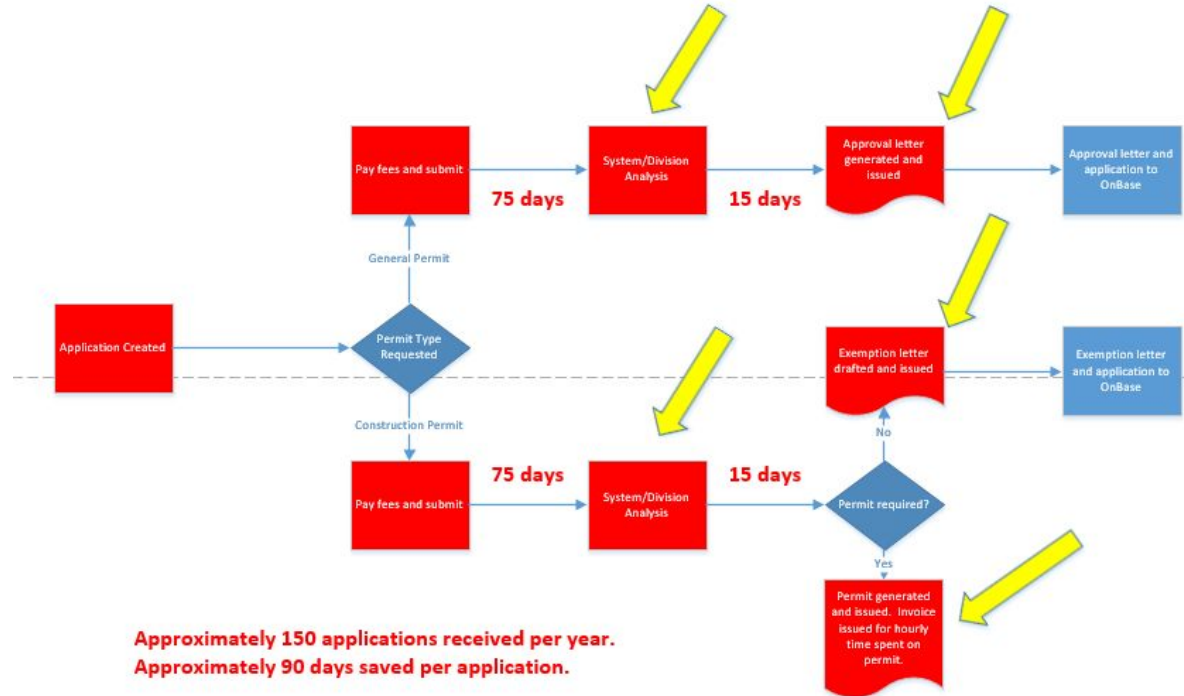 Pay fees and submit
75 days
System/Division
Analysis
15 days
Approval letter
generated and
issued
Approval letter and
application to
OnBase
General Permit
Application Created
Permit Type
Requested
Exemption letter
drafted and issued
Exemption letter
and application to
OnBase
Construction Permit
No
Pay fees and submit
75 days
System/Division
Analysis
15 days
Permit required?
Yes
Permit generated
and issued. Invoice
issued for hourly
time spent on
permit.
Approximately 150 applications received per year.
Approximately 90 days saved per application.